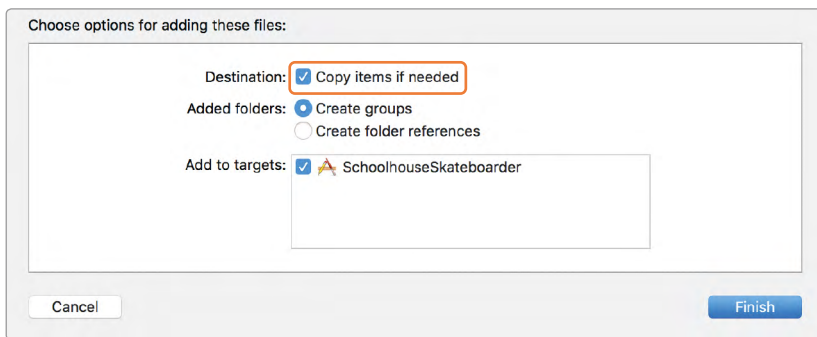 Choose options for adding these files:
Destination: Copy items if needed
Added folders: Create groups
Create folder references
Add to targets: SchoolhouseSkateboarder
Cancel Finish